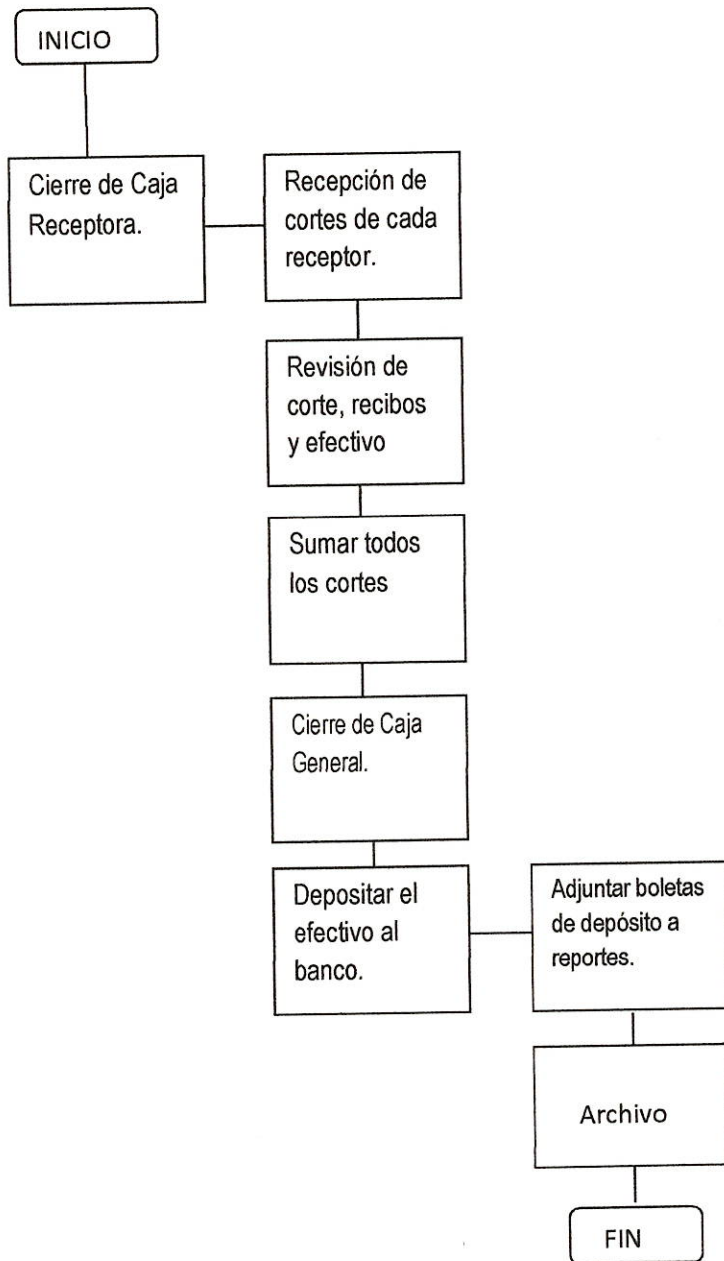 INICIO
Cierre de Caja
Receptora.
Recepción de
cortes de cada
receptor.
Revisión de
corte, recibos
y efectivo
Sumar todos
los cortes
Cierre de Caja
General.
Depositar el
efectivo al
banco.
Adjuntar boletas
de depósito a
reportes.
Archivo
FIN